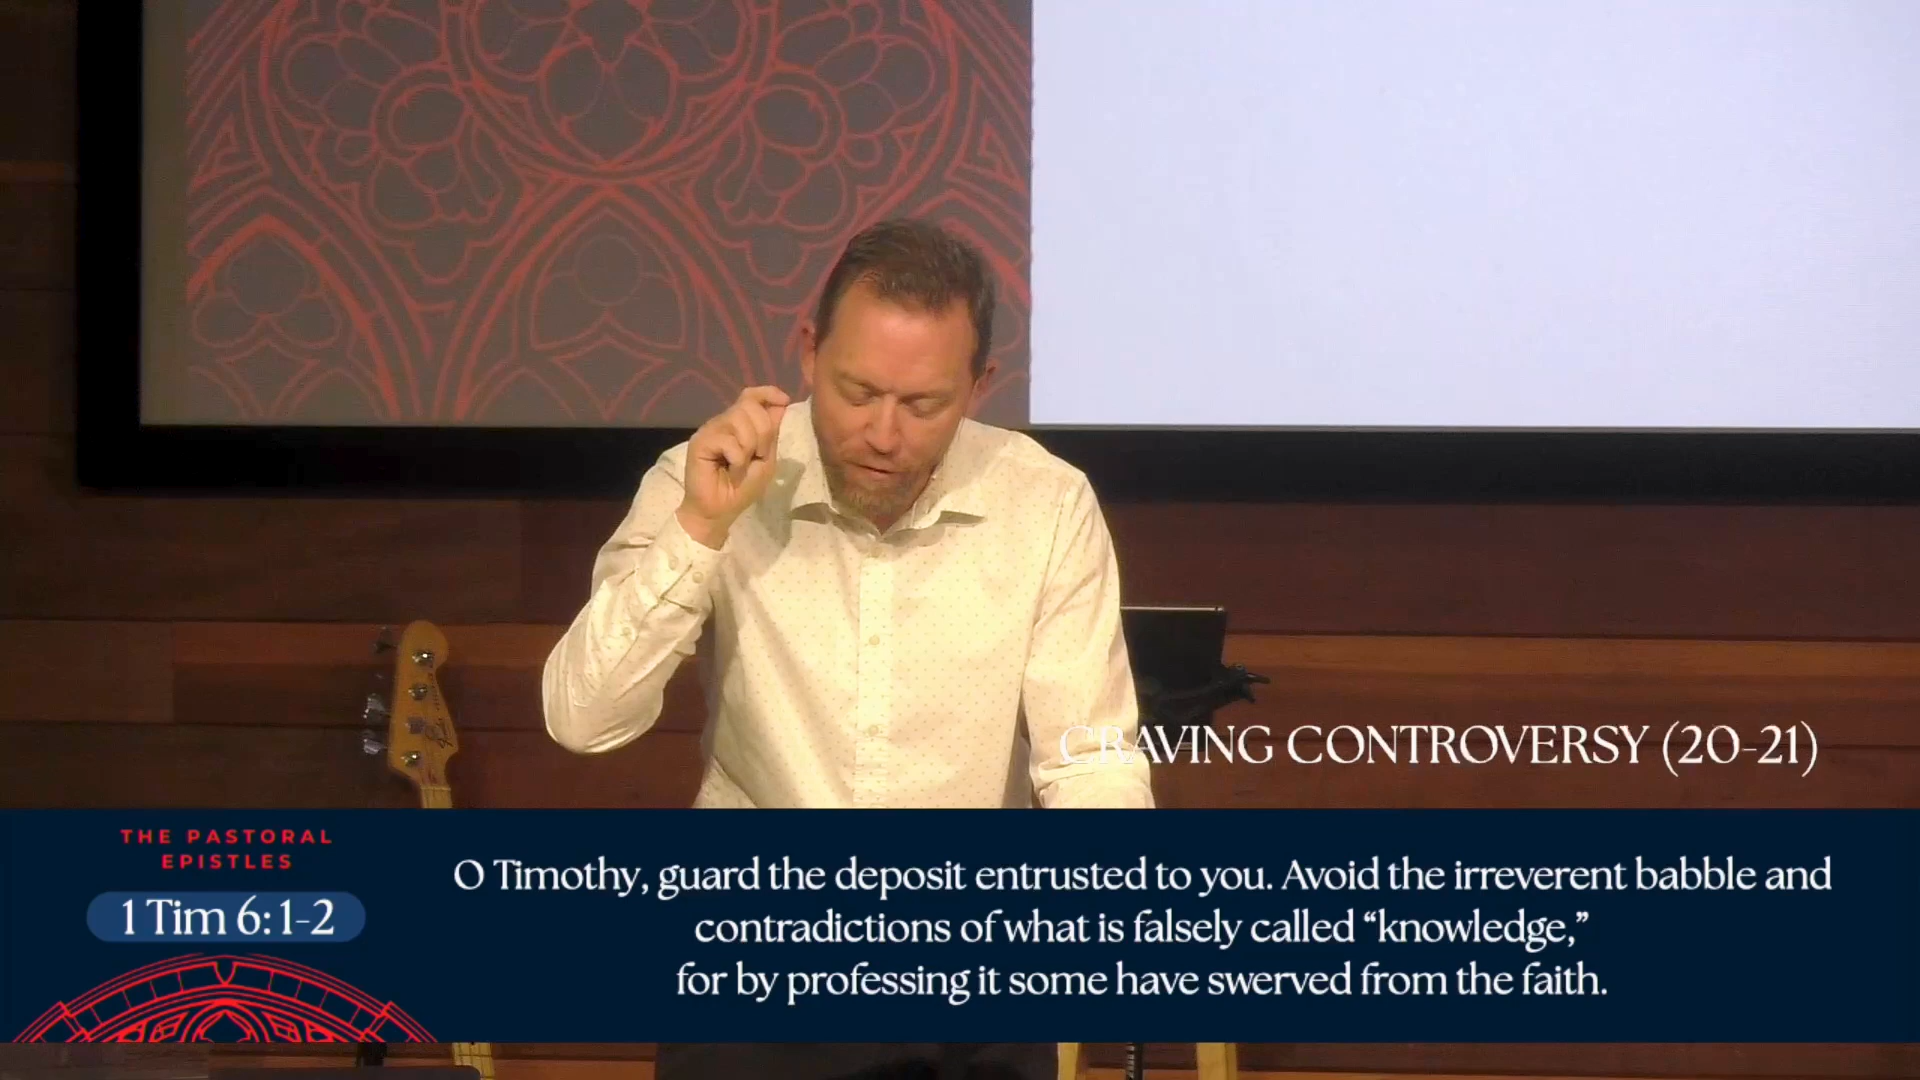 CRAVING CONTROVERSY (20-21)
THE PASTORAL
EPISTLES
1 Tim 6:1-2
O Timothy, guard the deposit entrusted to you. Avoid the irreverent babble and
contradictions of what is falsely called “knowledge,”
for by professing it some have swerved from the faith.